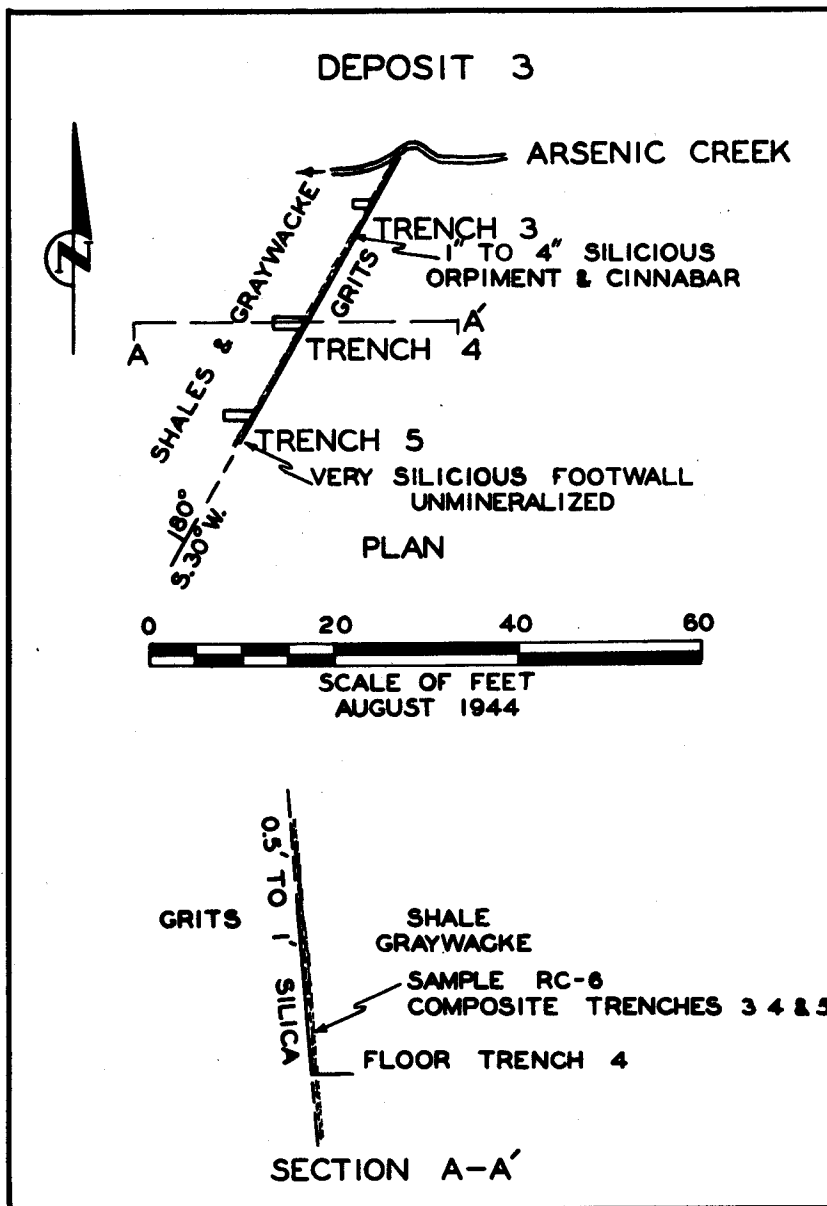 DEPOSIT 3
ARSENIC CREEK
N
SHALES & GRAYWACKE
TRENCH 3
1" TO 4" SILICIOUS
ORPIMENT & CINNABAR
GRITS
A
A'
TRENCH 4
TRENCH 5
VERY SILICIOUS FOOTWALL
UNMINERALIZED
180°
S.30°W.
PLAN
0 20 40 60
SCALE OF FEET
AUGUST 1944
0.5' TO 1' SILICA
GRITS
SHALE
GRAYWACKE
SAMPLE RC-6
COMPOSITE TRENCHES 3 4 & 5
FLOOR TRENCH 4
SECTION A-A'